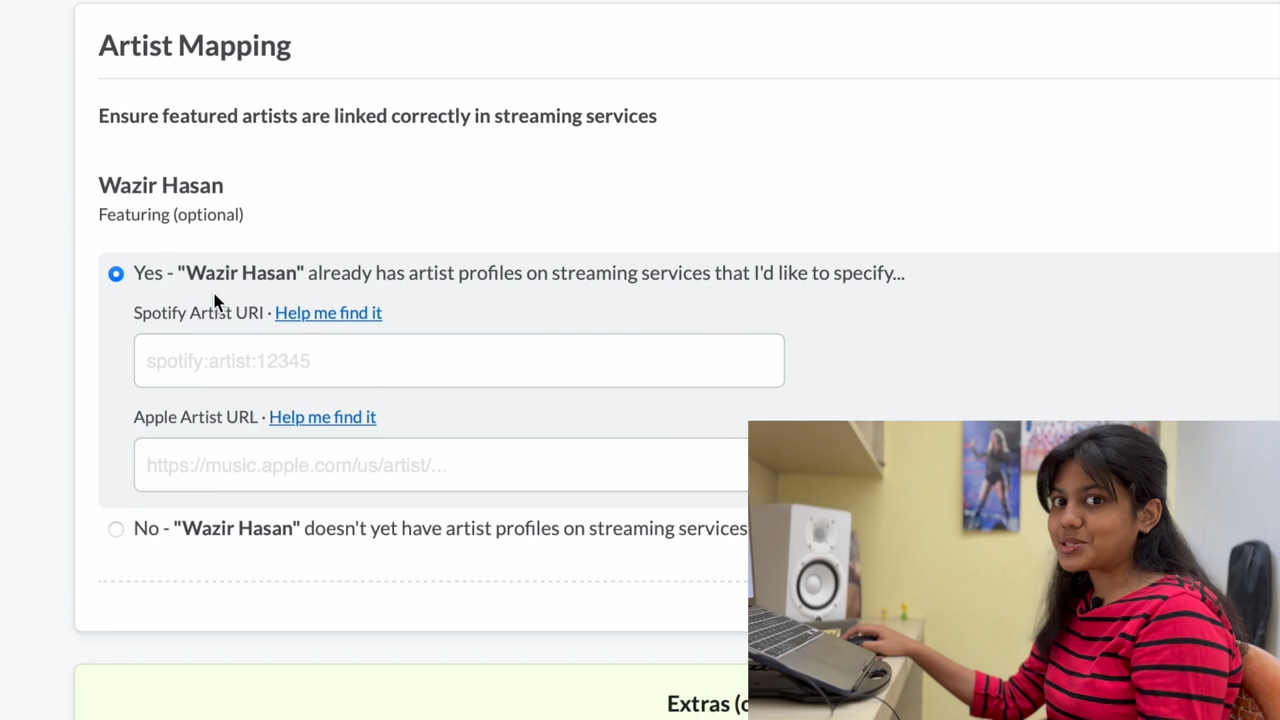 Artist Mapping
Ensure featured artists are linked correctly in streaming services
Wazir Hasan
Featuring (optional)
Yes - "Wazir Hasan" already has artist profiles on streaming services that I'd like to specify...
Spotify Artist URI · Help me find it
spotify:artist:12345
Apple Artist URL · Help me find it
https://music.apple.com/us/artist/...
No - "Wazir Hasan" doesn't yet have artist profiles on streaming services
Extras (